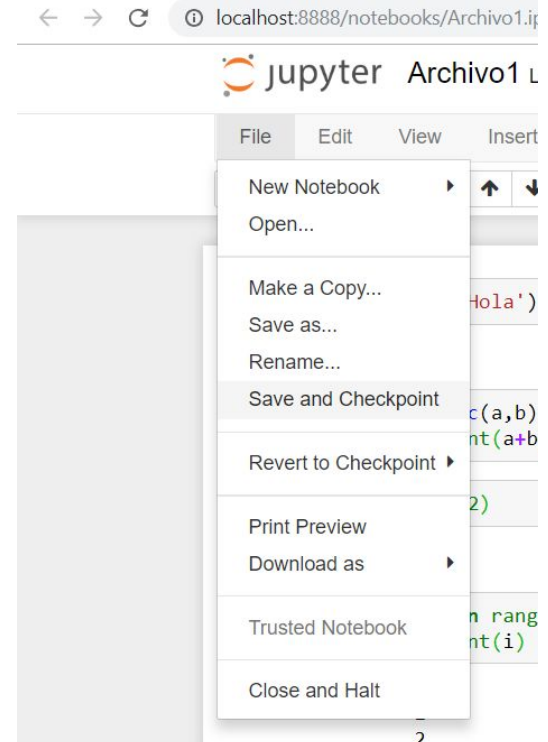 localhost:8888/notebooks/Archivo1.ip
jupyter Archivo1 L
File Edit View Insert
New Notebook
Open...
Make a Copy...
Save as...
Rename...
Save and Checkpoint
Revert to Checkpoint
Print Preview
Download as
Trusted Notebook
Close and Halt
Hola')
c(a,b)
nt(a+b
2)
n rang
nt(i)
2